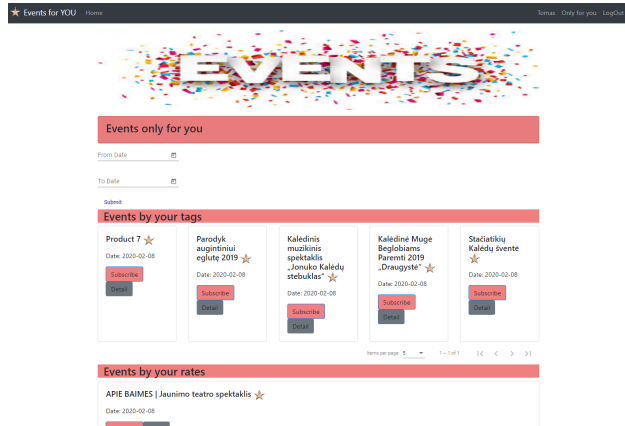 Events for YOU Home Tomas Only for you LogOut
EVENTS
Events only for you
From Date
To Date
Submit
Events by your tags
Product 7
Date: 2020-02-08
Subscribe
Detail
Parodyk
augintiniui
eglutę 2019
Date: 2020-02-08
Subscribe
Detail
Kalėdinis
muzikinis
spektaklis
„Jonuko Kalėdų
stebuklas“
Date: 2020-02-08
Subscribe
Detail
Kalėdinė Mugė
Beglobiams
Paremti 2019
„Draugystė“
Date: 2020-02-08
Subscribe
Detail
Stačiatikių
Kalėdų šventė
Date: 2020-02-08
Subscribe
Detail
Items per page: 5 1 – 1 of 1
Events by your rates
APIE BAIMES | Jaunimo teatro spektaklis
Date: 2020-02-08